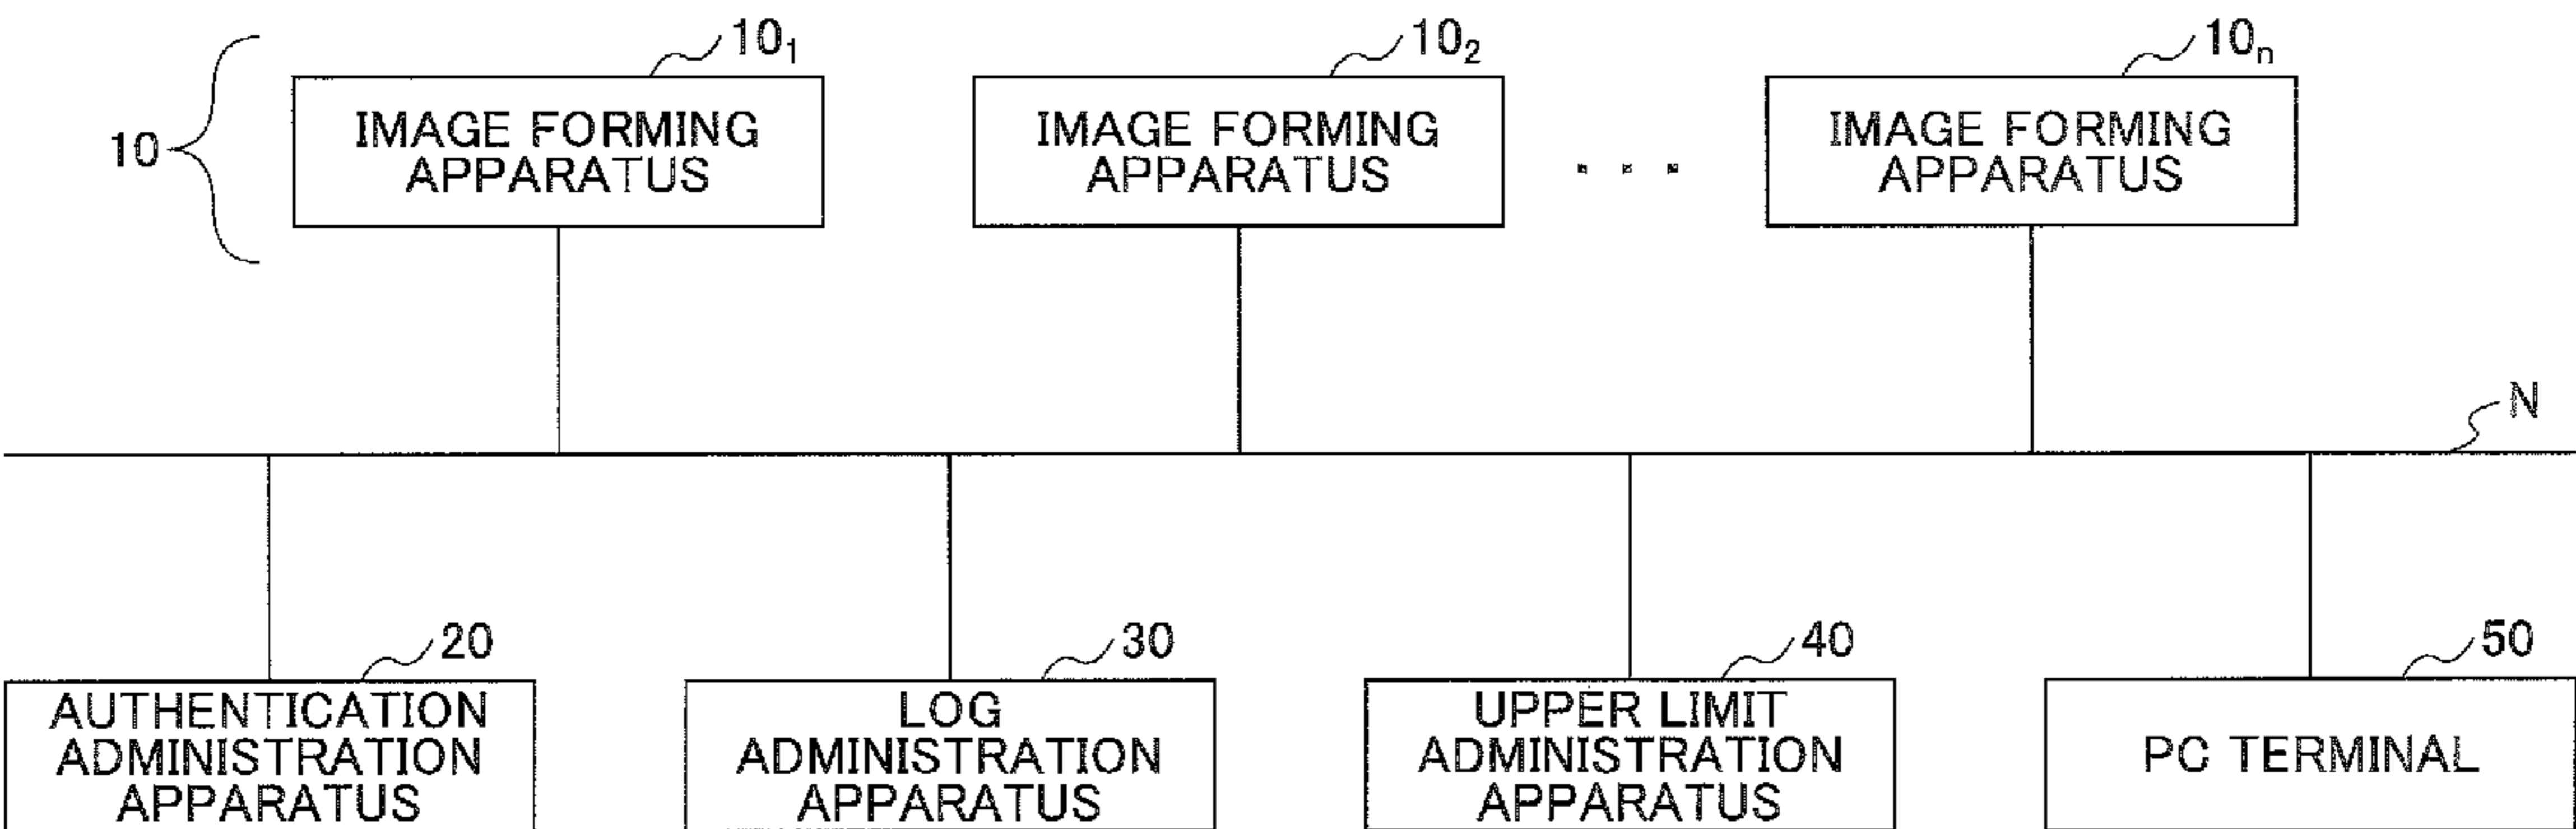 10₁
10₂
10ₙ
10
IMAGE FORMING
APPARATUS
IMAGE FORMING
APPARATUS
. . .
IMAGE FORMING
APPARATUS
N
20
30
40
50
AUTHENTICATION
ADMINISTRATION
APPARATUS
LOG
ADMINISTRATION
APPARATUS
UPPER LIMIT
ADMINISTRATION
APPARATUS
PC TERMINAL